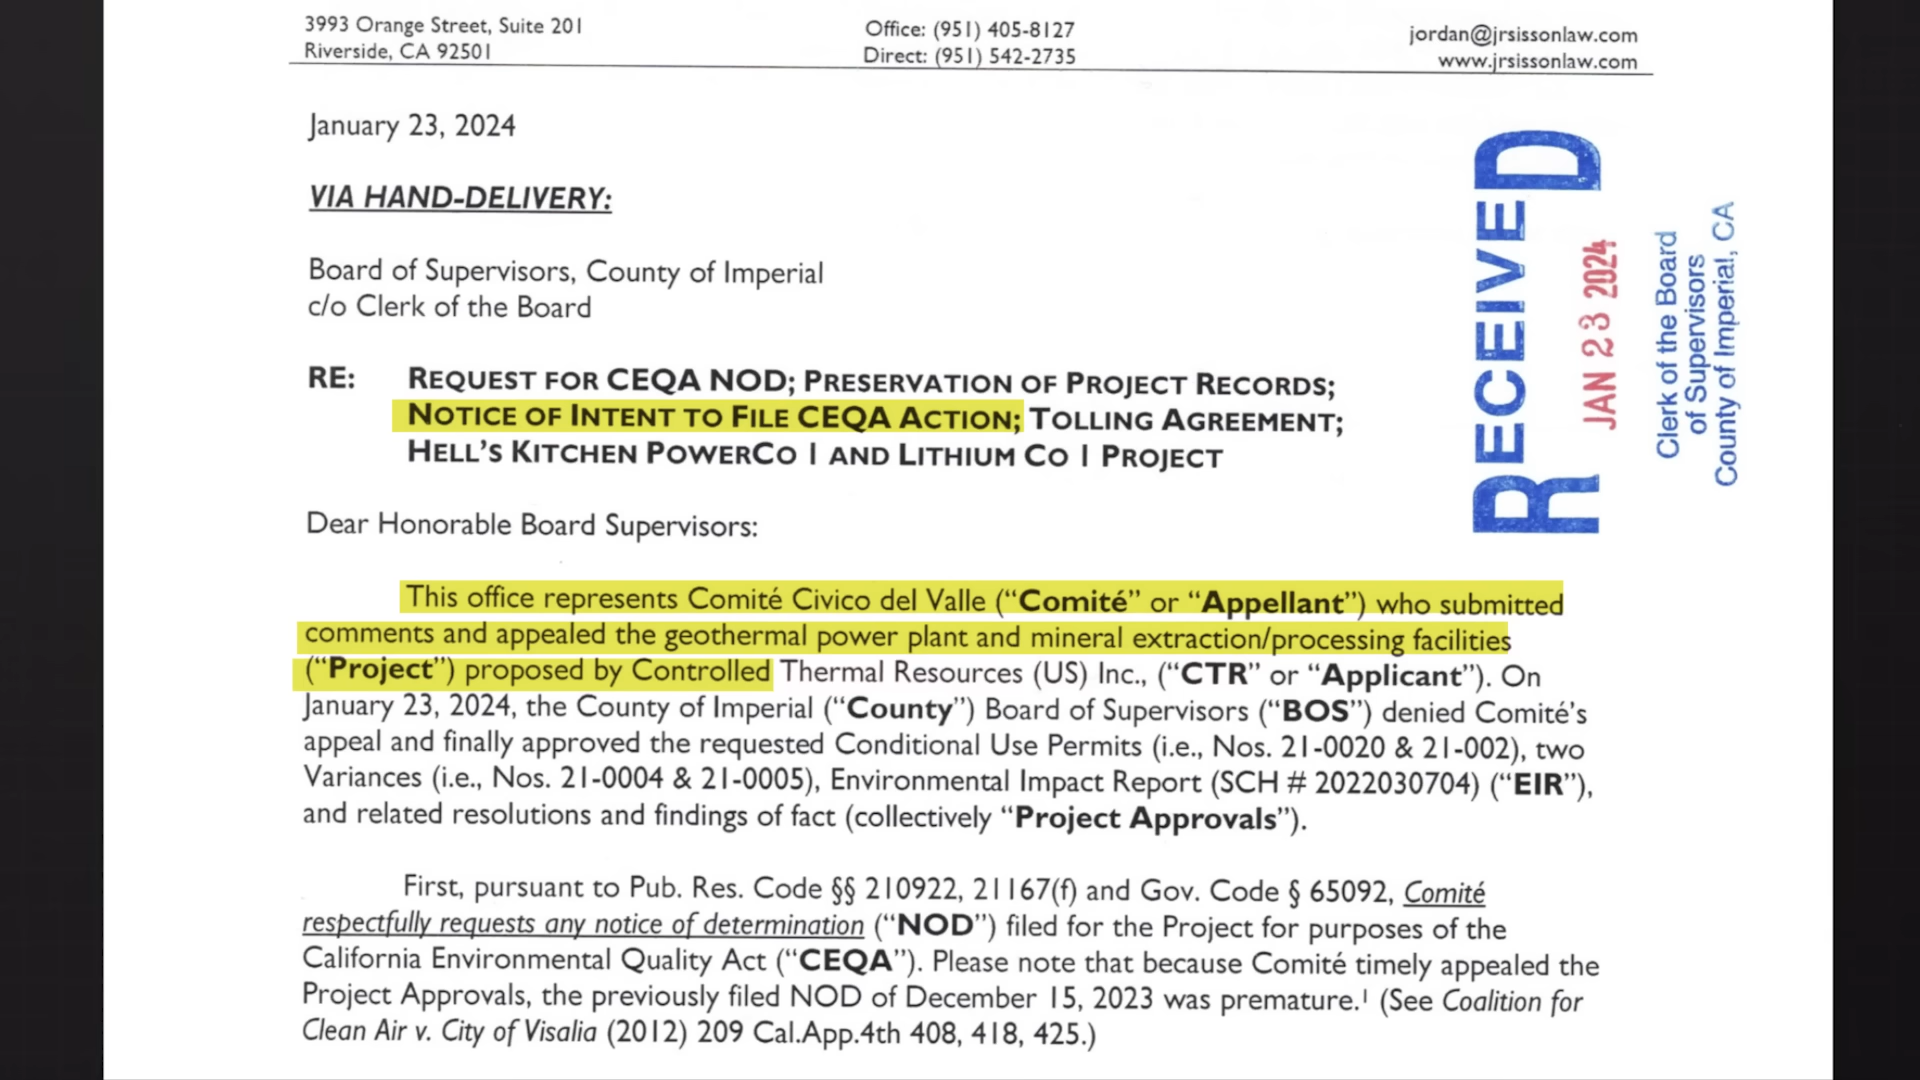 3993 Orange Street, Suite 201
Riverside, CA 92501
Office: (951) 405-8127
Direct: (951) 542-2735
jordan@jrsissonlaw.com
www.jrsissonlaw.com
January 23, 2024
VIA HAND-DELIVERY:
Board of Supervisors, County of Imperial
c/o Clerk of the Board
RECEIVED
JAN 23 2024
Clerk of the Board
of Supervisors
County of Imperial, CA
RE: REQUEST FOR CEQA NOD; PRESERVATION OF PROJECT RECORDS;
NOTICE OF INTENT TO FILE CEQA ACTION; TOLLING AGREEMENT;
HELL'S KITCHEN POWERCO 1 AND LITHIUM CO 1 PROJECT
Dear Honorable Board Supervisors:
This office represents Comité Civico del Valle (“Comité” or “Appellant”) who submitted
comments and appealed the geothermal power plant and mineral extraction/processing facilities
(“Project”) proposed by Controlled Thermal Resources (US) Inc., (“CTR” or “Applicant”). On
January 23, 2024, the County of Imperial (“County”) Board of Supervisors (“BOS”) denied Comité’s
appeal and finally approved the requested Conditional Use Permits (i.e., Nos. 21-0020 & 21-002), two
Variances (i.e., Nos. 21-0004 & 21-0005), Environmental Impact Report (SCH # 2022030704) (“EIR”),
and related resolutions and findings of fact (collectively “Project Approvals”).
First, pursuant to Pub. Res. Code §§ 210922, 21167(f) and Gov. Code § 65092, Comité
respectfully requests any notice of determination (“NOD”) filed for the Project for purposes of the
California Environmental Quality Act (“CEQA”). Please note that because Comité timely appealed the
Project Approvals, the previously filed NOD of December 15, 2023 was premature.¹ (See Coalition for
Clean Air v. City of Visalia (2012) 209 Cal.App.4th 408, 418, 425.)